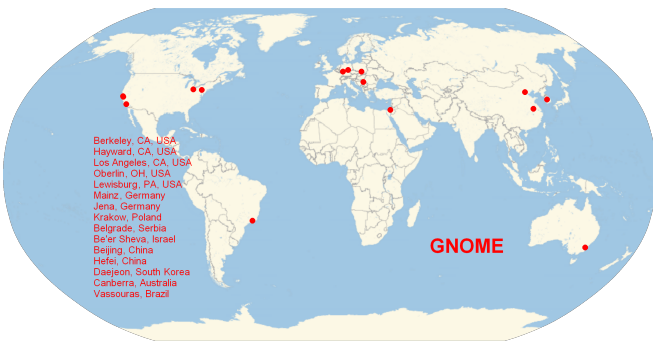 Berkeley, CA, USA
Hayward, CA, USA
Los Angeles, CA, USA
Oberlin, OH, USA
Lewisburg, PA, USA
Mainz, Germany
Jena, Germany
Krakow, Poland
Belgrade, Serbia
Be'er Sheva, Israel
Beijing, China
Hefei, China
Daejeon, South Korea
Canberra, Australia
Vassouras, Brazil
GNOME